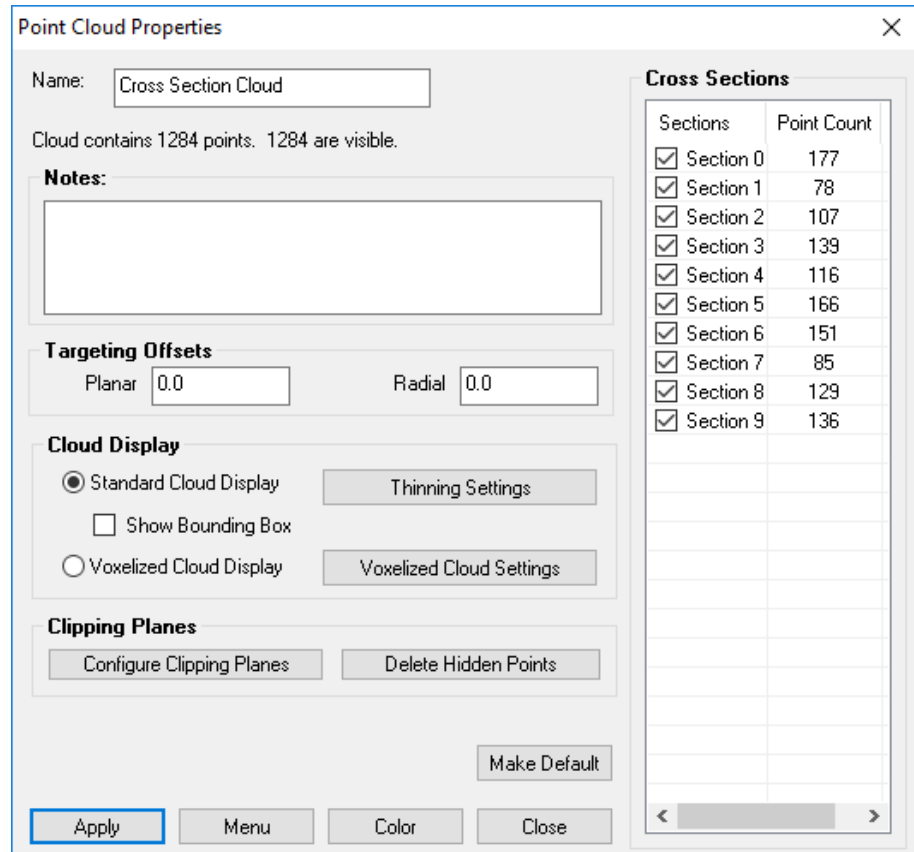 Point Cloud Properties
Name: Cross Section Cloud
Cloud contains 1284 points. 1284 are visible.
Notes:
Targeting Offsets
Planar 0.0 Radial 0.0
Cloud Display
Standard Cloud Display Thinning Settings
Show Bounding Box
Voxelized Cloud Display Voxelized Cloud Settings
Clipping Planes
Configure Clipping Planes Delete Hidden Points
Make Default
Apply Menu Color Close
Cross Sections
Sections Point Count
Section 0 177
Section 1 78
Section 2 107
Section 3 139
Section 4 116
Section 5 166
Section 6 151
Section 7 85
Section 8 129
Section 9 136